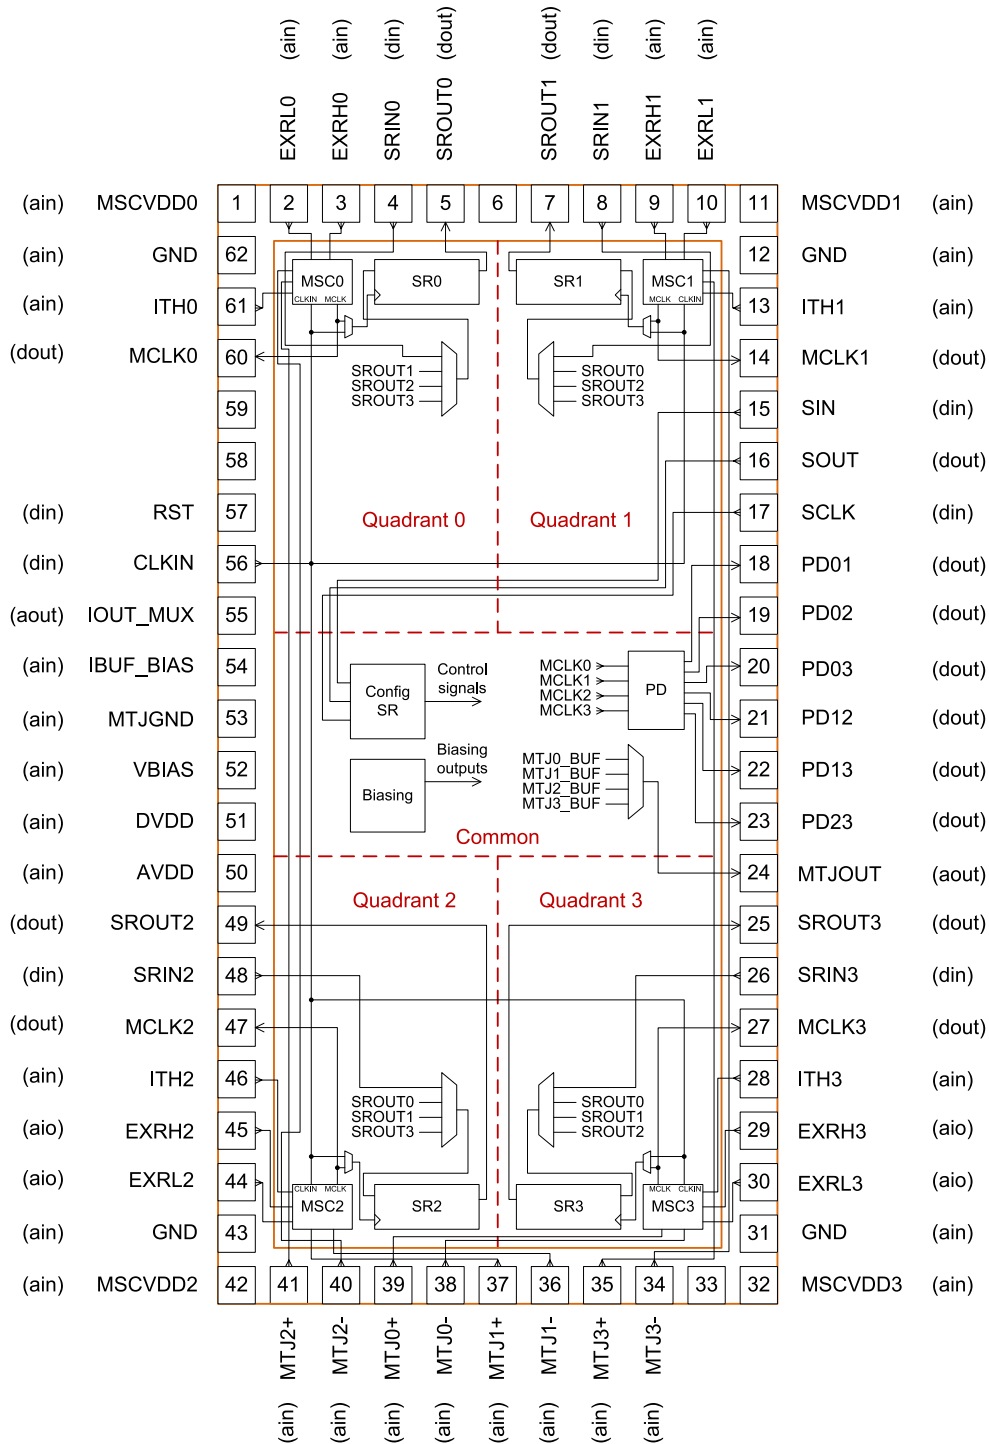 (ain) (ain) (din) (dout) (dout) (din) (ain) (ain)
EXRL0 EXRH0 SRIN0 SROUT0 SROUT1 SRIN1 EXRH1 EXRL1
(ain) MSCVDD0 1 2 3 4 5 6 7 8 9 10 11 MSCVDD1 (ain)
(ain) GND 62 12 GND (ain)
MSC0 SR0 SR1 MSC1
CLKIN MCLK MCLK CLKIN
(ain) ITH0 61 13 ITH1 (ain)
(dout) MCLK0 60 14 MCLK1 (dout)
SROUT1 SROUT0
SROUT2 SROUT2
SROUT3 SROUT3
59 15 SIN (din)
58 16 SOUT (dout)
(din) RST 57 Quadrant 0 Quadrant 1 17 SCLK (din)
(din) CLKIN 56 18 PD01 (dout)
(aout) IOUT_MUX 55 19 PD02 (dout)
(ain) IBUF_BIAS 54 20 PD03 (dout)
Config SR
Control signals
MCLK0
MCLK1
MCLK2
MCLK3
PD
(ain) MTJGND 53 21 PD12 (dout)
(ain) VBIAS 52 22 PD13 (dout)
Biasing
Biasing outputs
MTJ0_BUF
MTJ1_BUF
MTJ2_BUF
MTJ3_BUF
(ain) DVDD 51 23 PD23 (dout)
Common
(ain) AVDD 50 24 MTJOUT (aout)
Quadrant 2 Quadrant 3
(dout) SROUT2 49 25 SROUT3 (dout)
(din) SRIN2 48 26 SRIN3 (din)
(dout) MCLK2 47 27 MCLK3 (dout)
(ain) ITH2 46 28 ITH3 (ain)
SROUT0 SROUT0
SROUT1 SROUT1
SROUT3 SROUT2
(aio) EXRH2 45 29 EXRH3 (aio)
(aio) EXRL2 44 30 EXRL3 (aio)
CLKIN MCLK MCLK CLKIN
MSC2 SR2 SR3 MSC3
(ain) GND 43 31 GND (ain)
(ain) MSCVDD2 42 41 40 39 38 37 36 35 34 33 32 MSCVDD3 (ain)
MTJ2+ MTJ2- MTJ0+ MTJ0- MTJ1+ MTJ1- MTJ3+ MTJ3-
(ain) (ain) (ain) (ain) (ain) (ain) (ain) (ain)